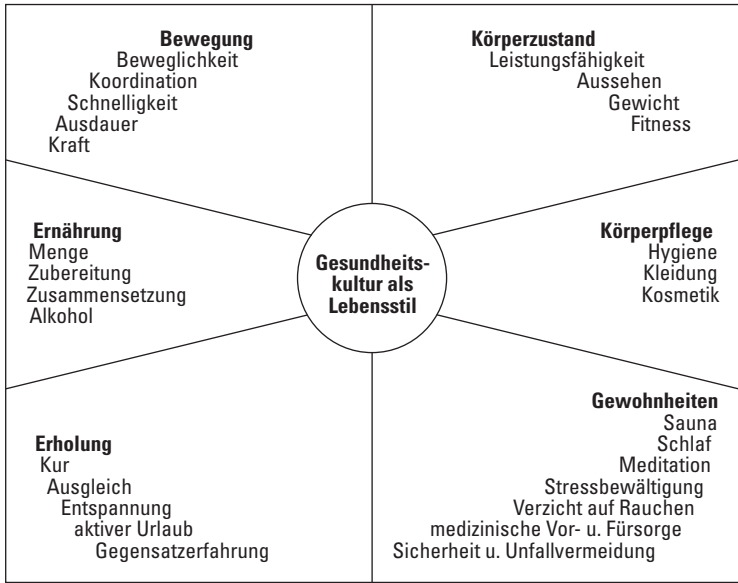 Bewegung
Beweglichkeit
Koordination
Schnelligkeit
Ausdauer
Kraft
Körperzustand
Leistungsfähigkeit
Aussehen
Gewicht
Fitness
Ernährung
Menge
Zubereitung
Zusammensetzung
Alkohol
Gesundheits-
kultur als
Lebensstil
Körperpflege
Hygiene
Kleidung
Kosmetik
Erholung
Kur
Ausgleich
Entspannung
aktiver Urlaub
Gegensatzerfahrung
Gewohnheiten
Sauna
Schlaf
Meditation
Stressbewältigung
Verzicht auf Rauchen
medizinische Vor- u. Fürsorge
Sicherheit u. Unfallvermeidung